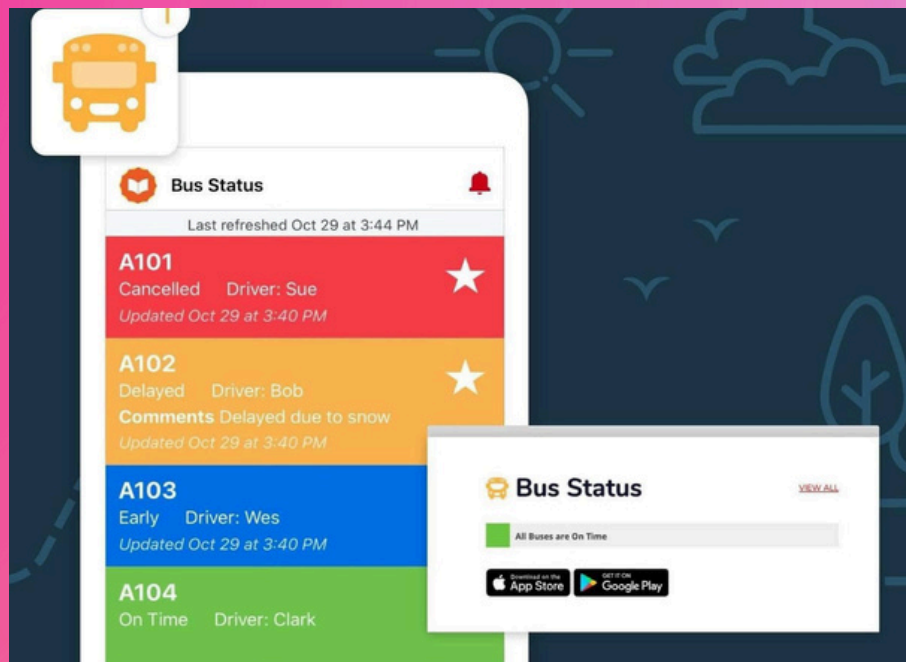 1
Bus Status
Last refreshed Oct 29 at 3:44 PM
A101
Cancelled Driver: Sue
Updated Oct 29 at 3:40 PM
A102
Delayed Driver: Bob
Comments Delayed due to snow
Updated Oct 29 at 3:40 PM
A103
Early Driver: Wes
Updated Oct 29 at 3:40 PM
A104
On Time Driver: Clark
Bus Status
VIEW ALL
All Buses are On Time
Download on the
App Store
GET IT ON
Google Play